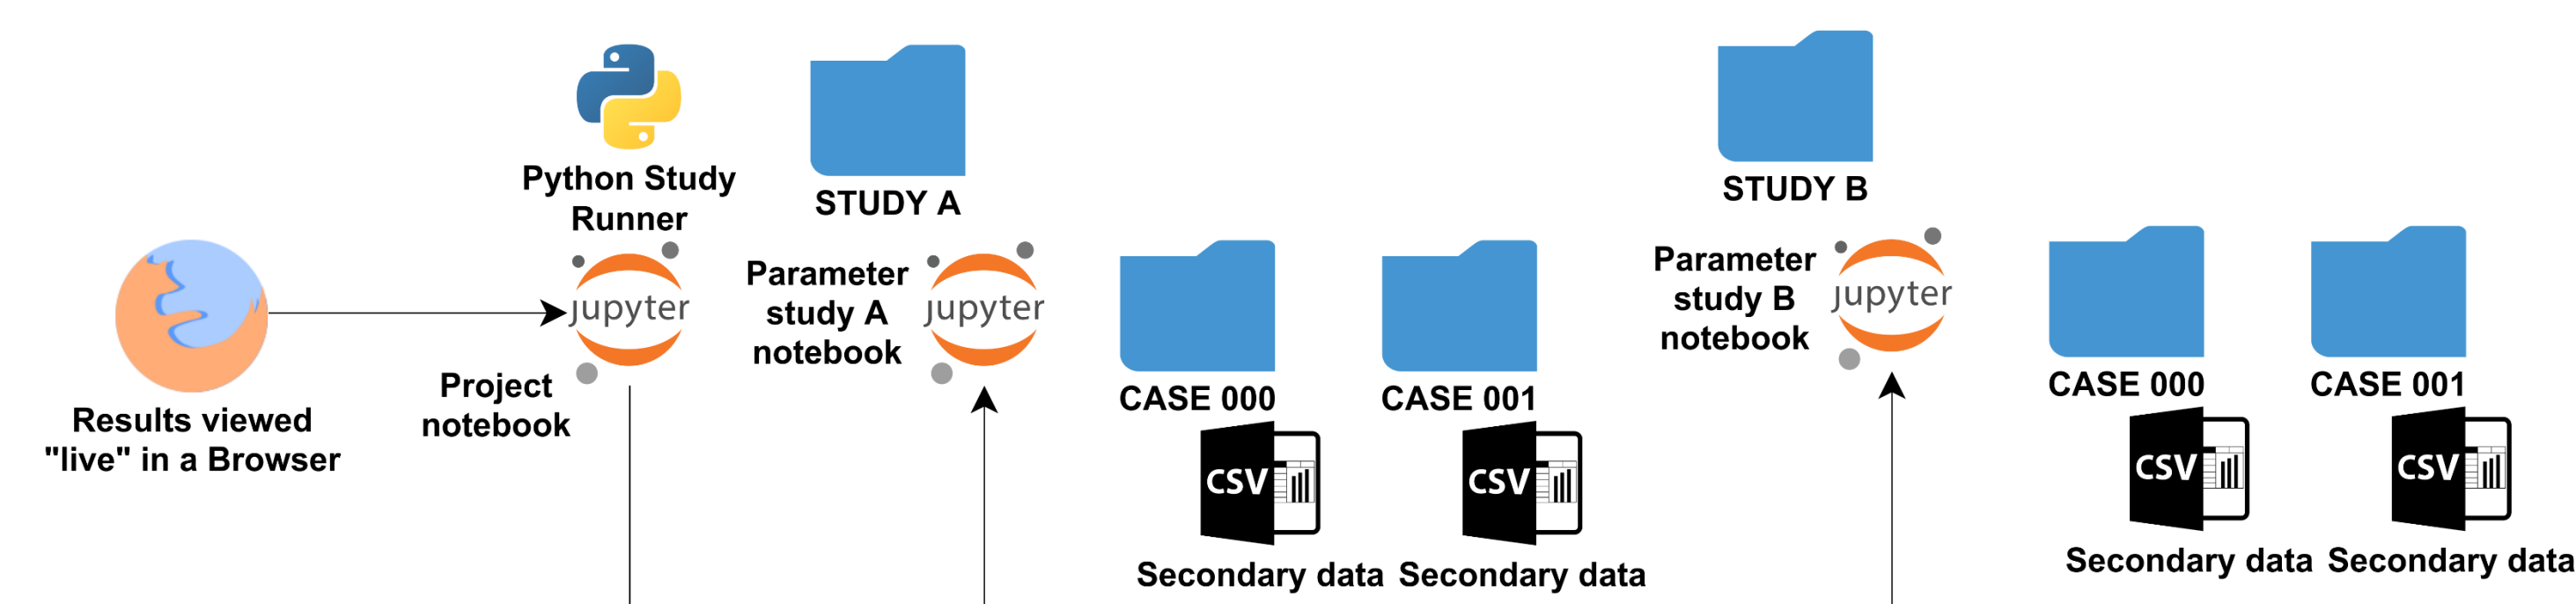 Python Study
Runner
STUDY A
STUDY B
jupyter
Project
notebook
Results viewed
"live" in a Browser
Parameter
study A
notebook
jupyter
CASE 000
CSV
Secondary data
CASE 001
CSV
Secondary data
Parameter
study B
notebook
jupyter
CASE 000
CSV
Secondary data
CASE 001
CSV
Secondary data